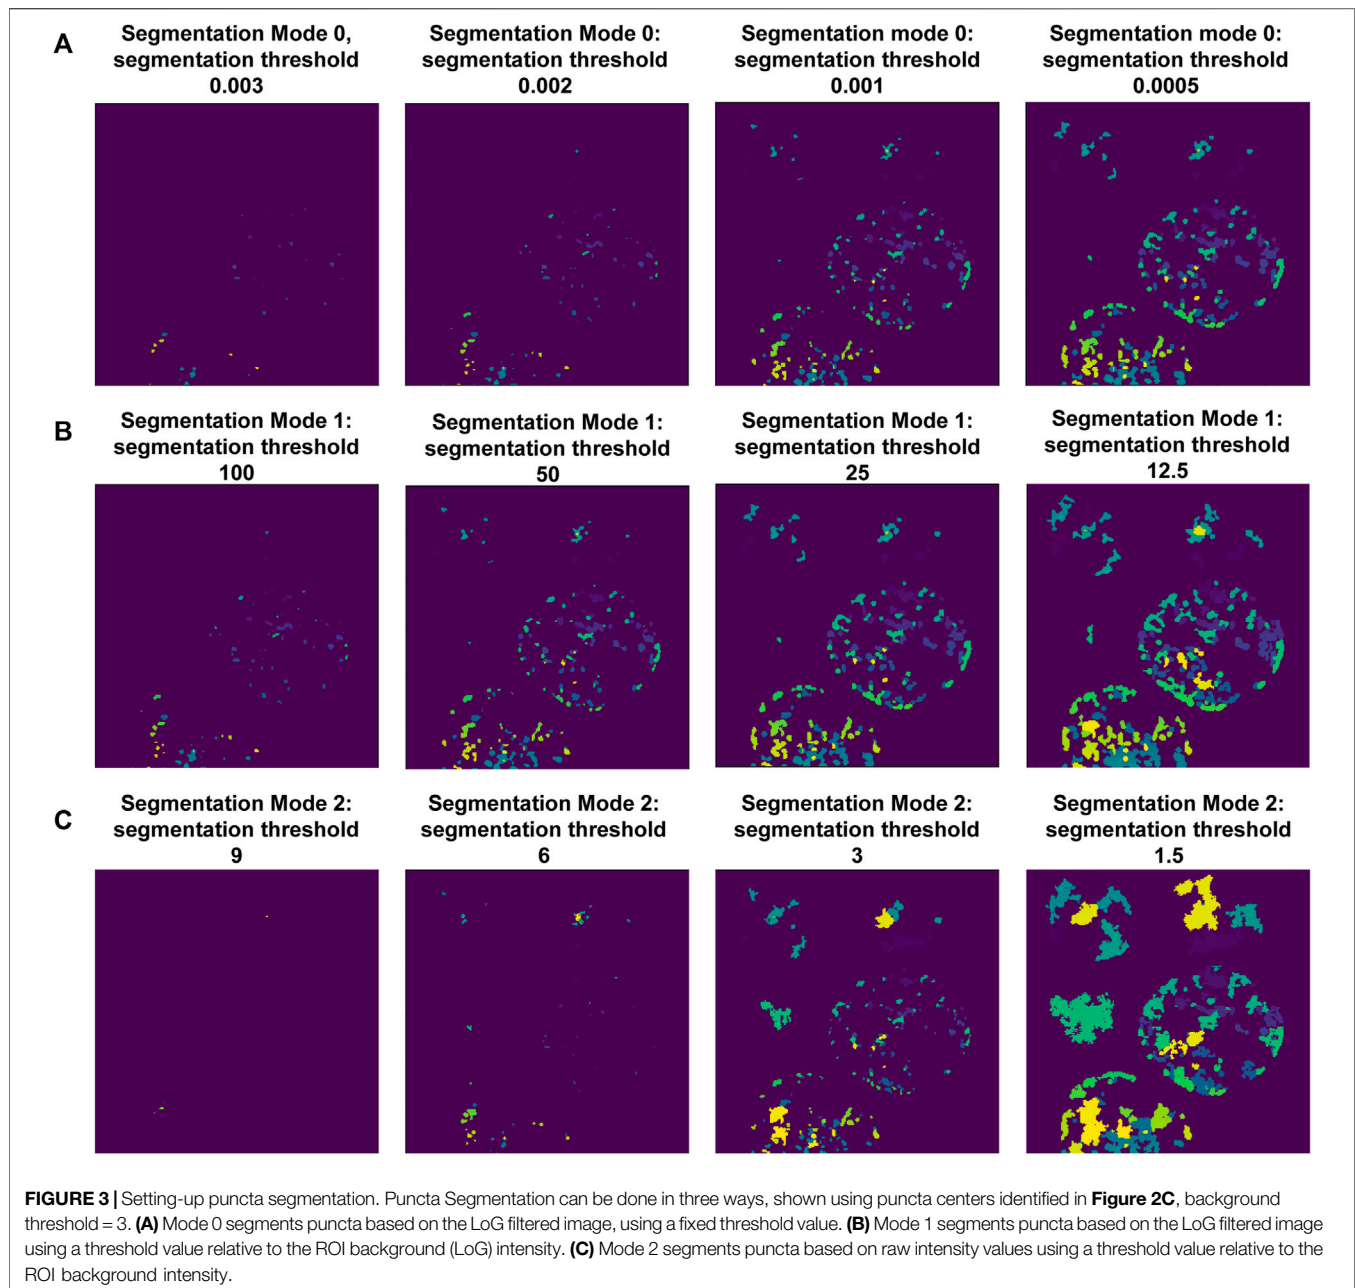 A
Segmentation Mode 0,
segmentation threshold
0.003
Segmentation Mode 0:
segmentation threshold
0.002
Segmentation mode 0:
segmentation threshold
0.001
Segmentation mode 0:
segmentation threshold
0.0005
B
Segmentation Mode 1:
segmentation threshold
100
Segmentation Mode 1:
segmentation threshold
50
Segmentation Mode 1:
segmentation threshold
25
Segmentation Mode 1:
segmentation threshold
12.5
C
Segmentation Mode 2:
segmentation threshold
9
Segmentation Mode 2:
segmentation threshold
6
Segmentation Mode 2:
segmentation threshold
3
Segmentation Mode 2:
segmentation threshold
1.5
FIGURE 3 | Setting-up puncta segmentation. Puncta Segmentation can be done in three ways, shown using puncta centers identified in Figure 2C, background
threshold = 3. (A) Mode 0 segments puncta based on the LoG filtered image, using a fixed threshold value. (B) Mode 1 segments puncta based on the LoG filtered image
using a threshold value relative to the ROI background (LoG) intensity. (C) Mode 2 segments puncta based on raw intensity values using a threshold value relative to the
ROI background intensity.